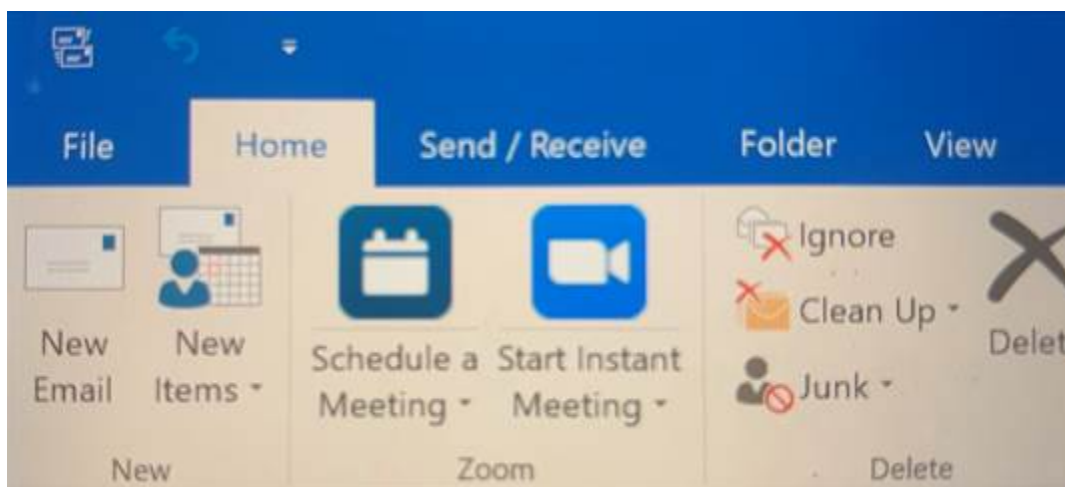 File Home Send / Receive Folder View
New Email
New Items
Schedule a Meeting
Start Instant Meeting
Ignore
Clean Up
Junk
Delet
New Zoom Delete